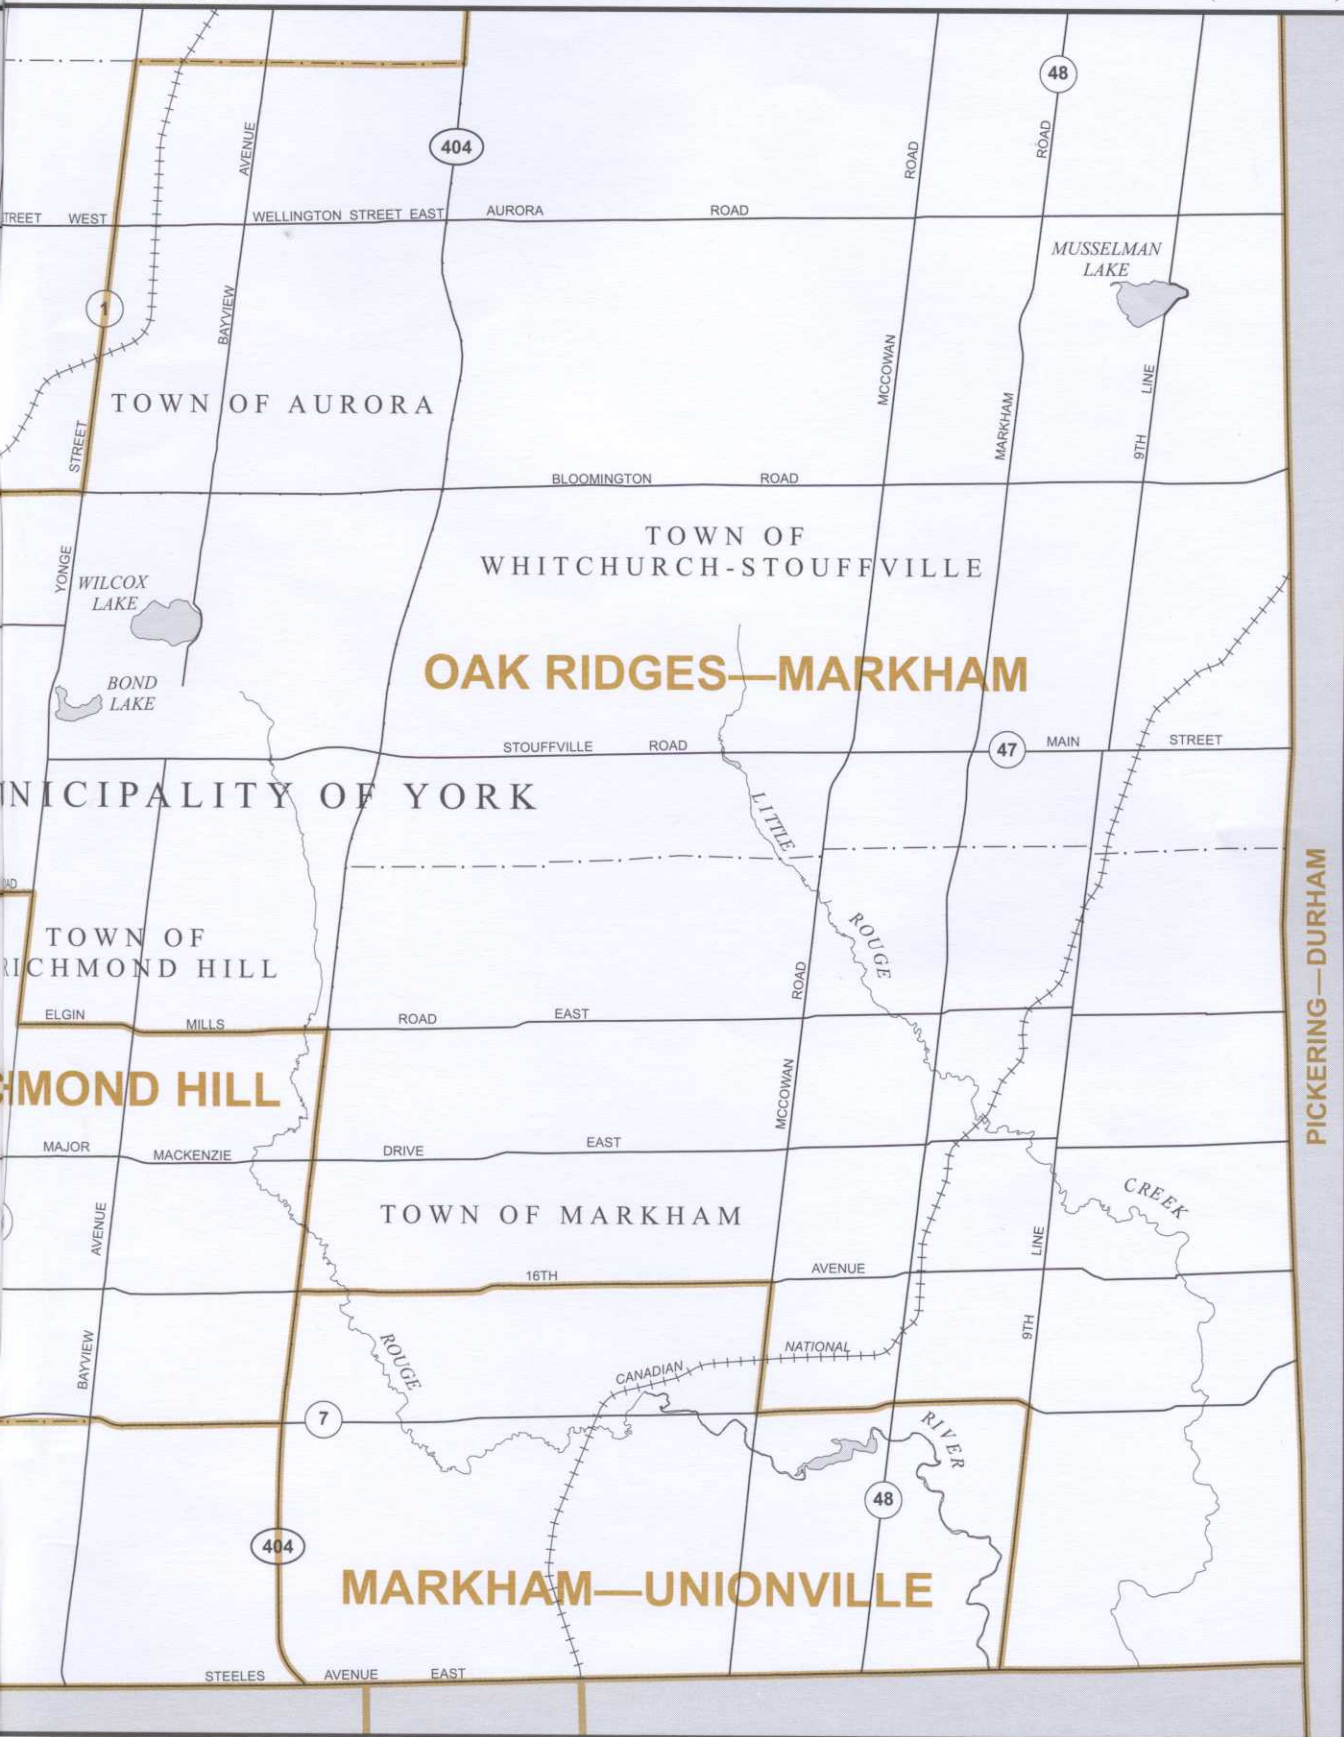 48
ROAD
ROAD
AVENUE
404
TREET WEST
WELLINGTON STREET EAST
AURORA ROAD
MUSSELMAN
LAKE
1
BAYVIEW
MCCOWAN
LINE
MARKHAM
TOWN OF AURORA
STREET
9TH
BLOOMINGTON ROAD
TOWN OF
WHITCHURCH-STOUFFVILLE
YONGE
WILCOX
LAKE
OAK RIDGES—MARKHAM
BOND
LAKE
STOUFFVILLE ROAD
47
MAIN STREET
NICIPALITY OF YORK
LITTLE
PICKERING—DURHAM
AD
TOWN OF
RICHMOND HILL
ROUGE
ROAD
ELGIN MILLS ROAD EAST
HMOND HILL
MCCOWAN
MAJOR MACKENZIE DRIVE EAST
CREEK
TOWN OF MARKHAM
AVENUE
LINE
16TH AVENUE
9TH
BAYVIEW
ROUGE
CANADIAN NATIONAL
7
RIVER
48
404
MARKHAM—UNIONVILLE
STEELES AVENUE EAST